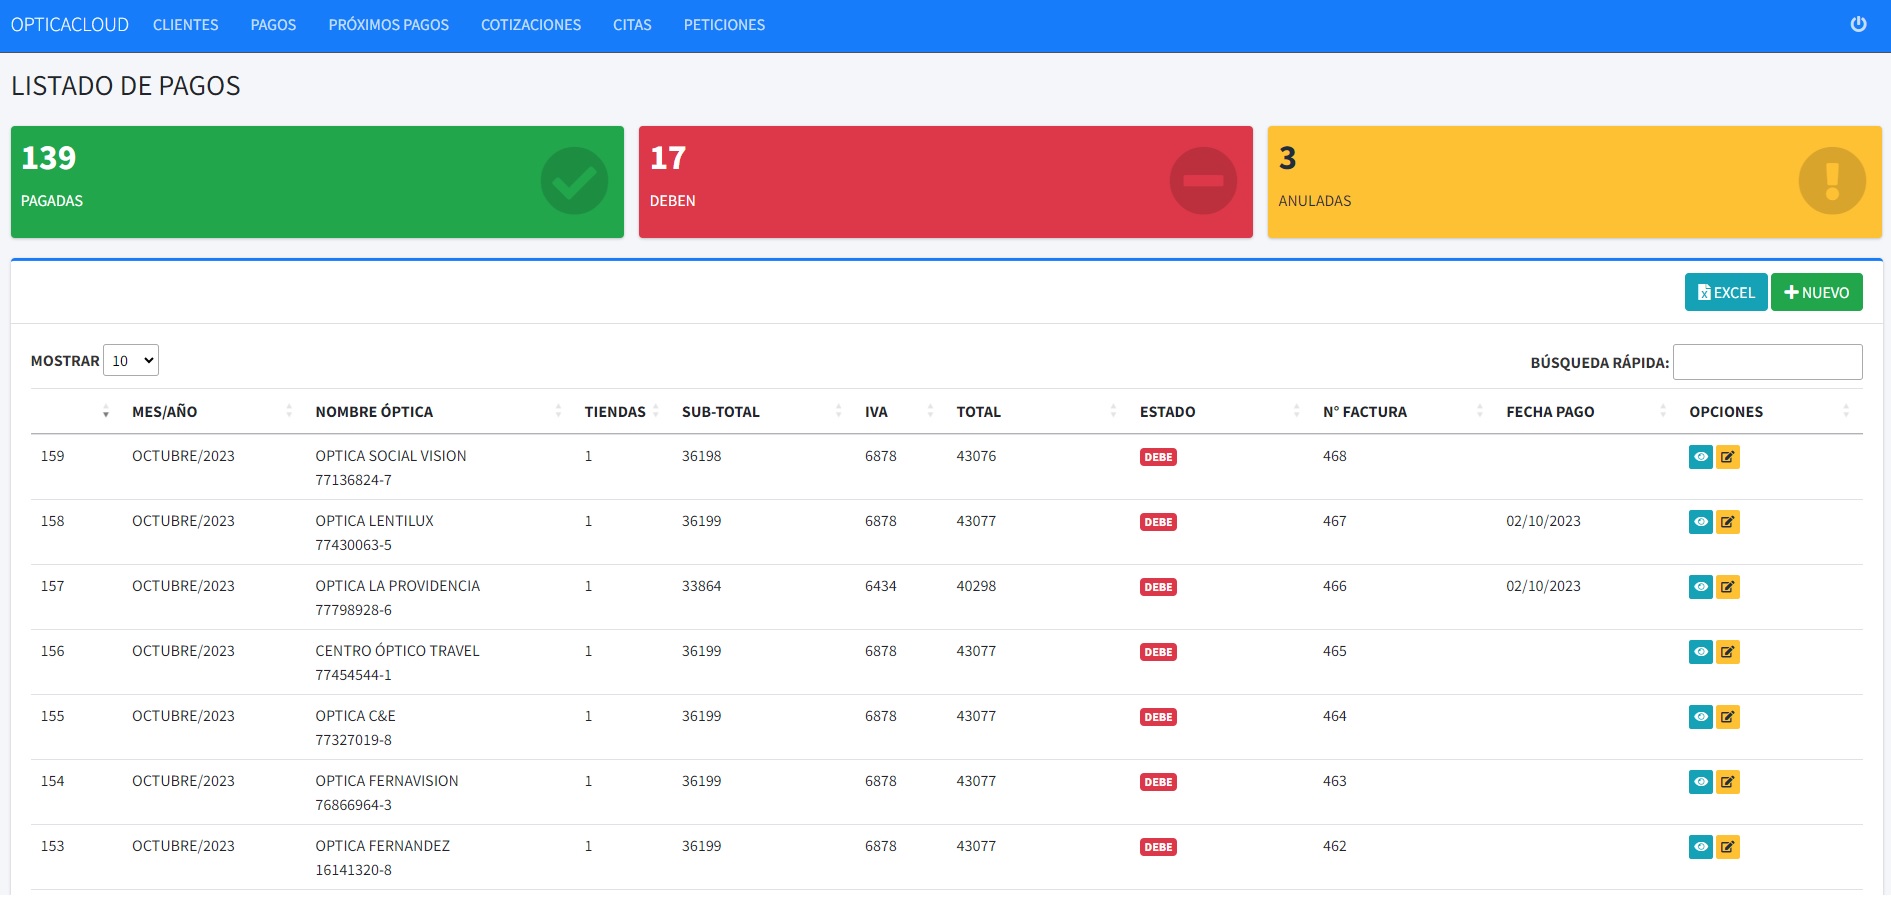 OPTICACLOUD CLIENTES PAGOS PRÓXIMOS PAGOS COTIZACIONES CITAS PETICIONES
LISTADO DE PAGOS
139
PAGADAS
17
DEBEN
3
ANULADAS
EXCEL NUEVO
MOSTRAR 10 BÚSQUEDA RÁPIDA:
MES/AÑO NOMBRE ÓPTICA TIENDAS SUB-TOTAL IVA TOTAL ESTADO N° FACTURA FECHA PAGO OPCIONES
159 OCTUBRE/2023 OPTICA SOCIAL VISION 1 36198 6878 43076 DEBE 468
77136824-7
158 OCTUBRE/2023 OPTICA LENTILUX 1 36199 6878 43077 DEBE 467 02/10/2023
77430063-5
157 OCTUBRE/2023 OPTICA LA PROVIDENCIA 1 33864 6434 40298 DEBE 466 02/10/2023
77798928-6
156 OCTUBRE/2023 CENTRO ÓPTICO TRAVEL 1 36199 6878 43077 DEBE 465
77454544-1
155 OCTUBRE/2023 OPTICA C&E 1 36199 6878 43077 DEBE 464
77327019-8
154 OCTUBRE/2023 OPTICA FERNAVISION 1 36199 6878 43077 DEBE 463
76866964-3
153 OCTUBRE/2023 OPTICA FERNANDEZ 1 36199 6878 43077 DEBE 462
16141320-8